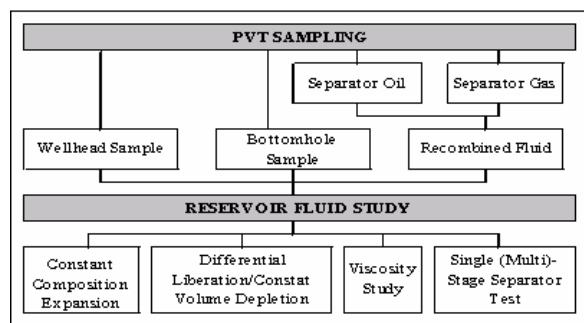 PVT SAMPLING
Separator Oil
Separator Gas
Wellhead Sample
Bottomhole
Sample
Recombined Fluid
RESERVOIR FLUID STUDY
Constant
Composition
Expansion
Differential
Liberation/Constat
Volume Depletion
Viscosity
Study
Single (Multi)-
Stage Separator
Test